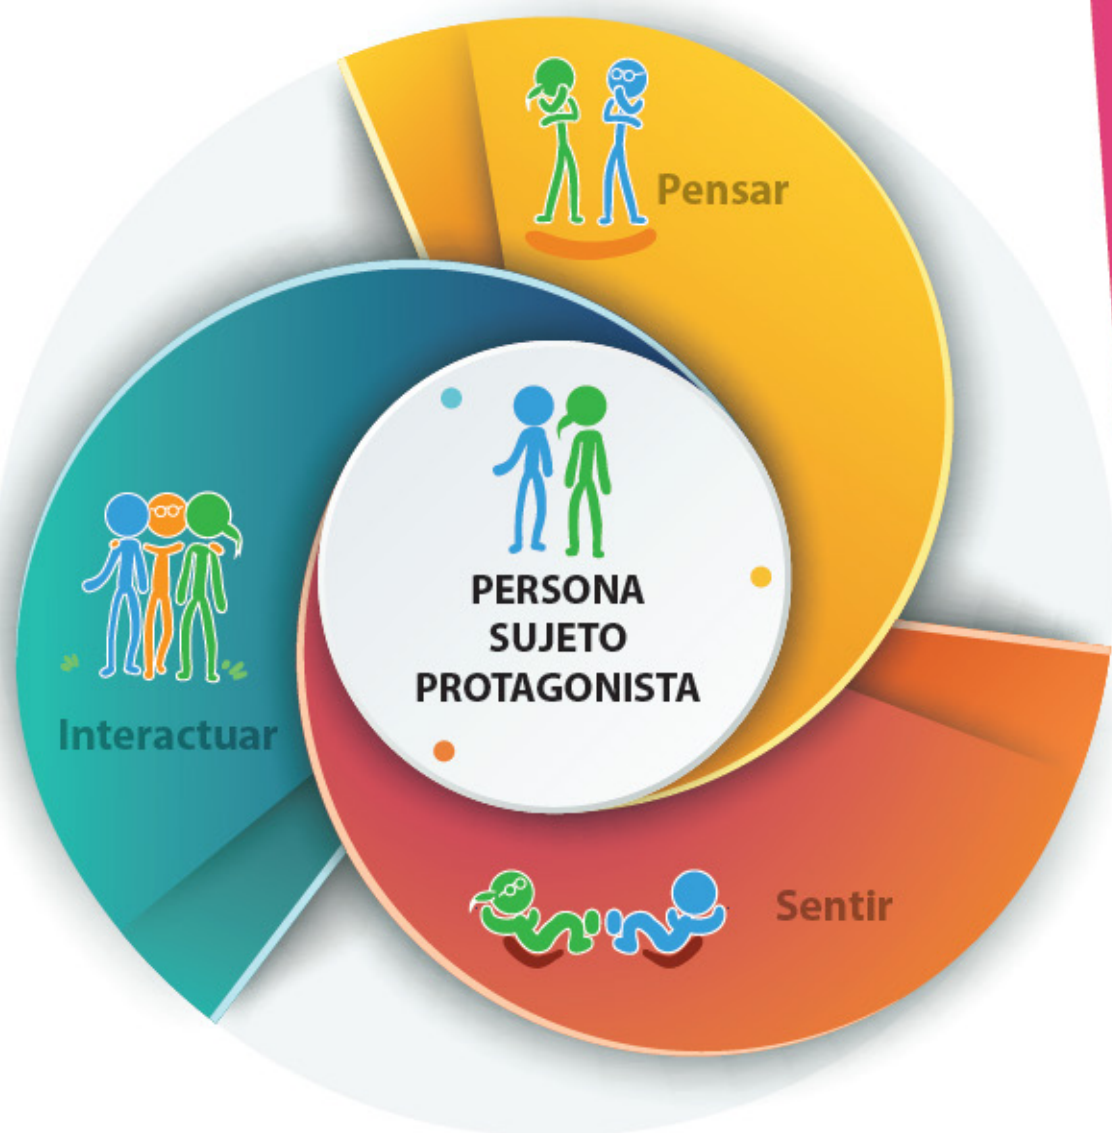 Pensar
PERSONA
SUJETO
PROTAGONISTA
Interactuar
Sentir